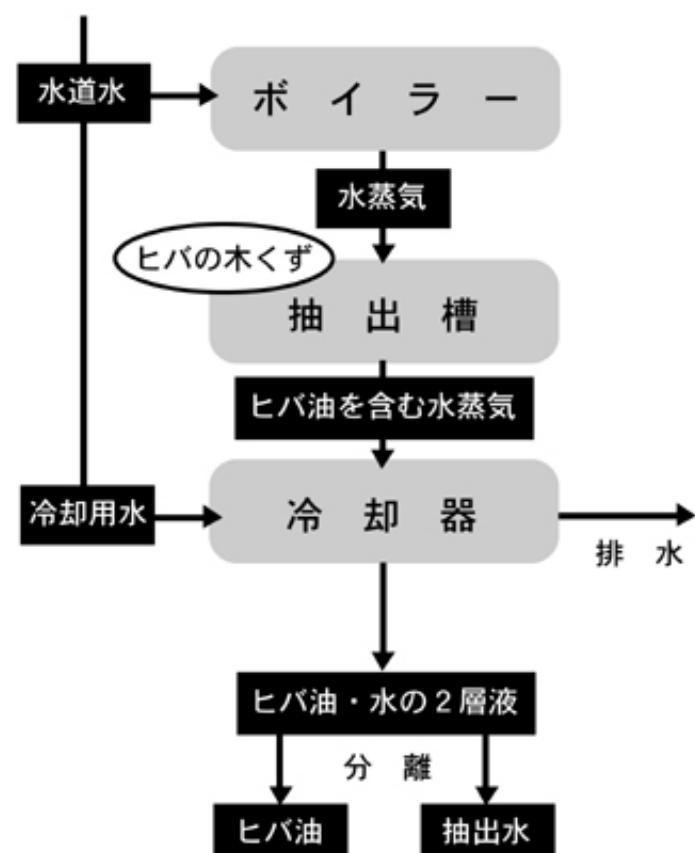 水道水
ボイラー
水蒸気
ヒバの木くず
抽出槽
ヒバ油を含む水蒸気
冷却用水
冷却器
排水
ヒバ油・水の2層液
分離
ヒバ油
抽出水